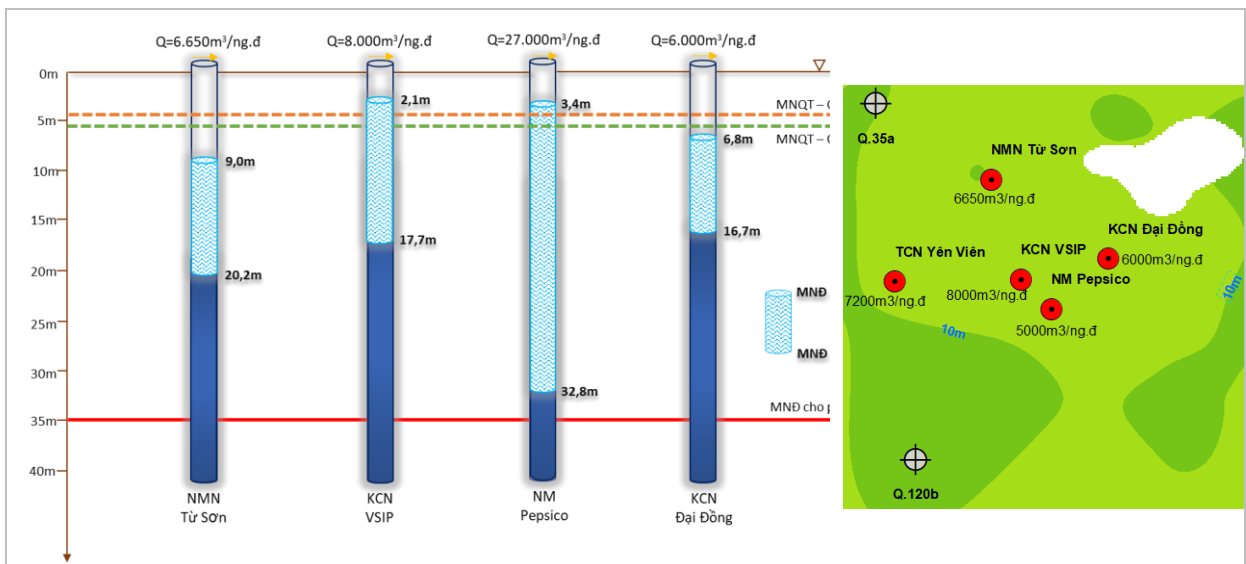 Q=6.650m³/ng.đ
Q=8.000m³/ng.đ
Q=27.000m³/ng.đ
Q=6.000m³/ng.đ
0m
5m
10m
15m
20m
25m
30m
35m
40m
2,1m
3,4m
MNQT –
6,8m
MNQT –
9,0m
17,7m
16,7m
20,2m
MNĐ
MNĐ
32,8m
MNĐ cho
NMN
Từ Sơn
KCN
VSIP
NM
Pepsico
KCN
Đại Đồng
Q.35a
NMN Từ Sơn
6650m3/ng.đ
KCN Đại Đồng
6000m3/ng.đ
TCN Yên Viên
KCN VSIP
NM Pepsico
7200m3/ng.đ
8000m3/ng.đ
5000m3/ng.đ
10m
10m
Q.120b